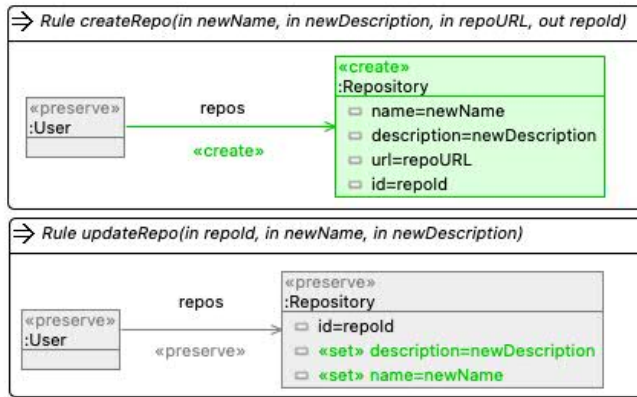 Rule createRepo(in newName, in newDescription, in repoURL, out repoId)
«create»
:Repository
«preserve»
:User
repos
«create»
name=newName
description=newDescription
url=repoURL
id=repoId
Rule updateRepo(in repoId, in newName, in newDescription)
«preserve»
:Repository
«preserve»
:User
repos
«preserve»
id=repoId
«set» description=newDescription
«set» name=newName